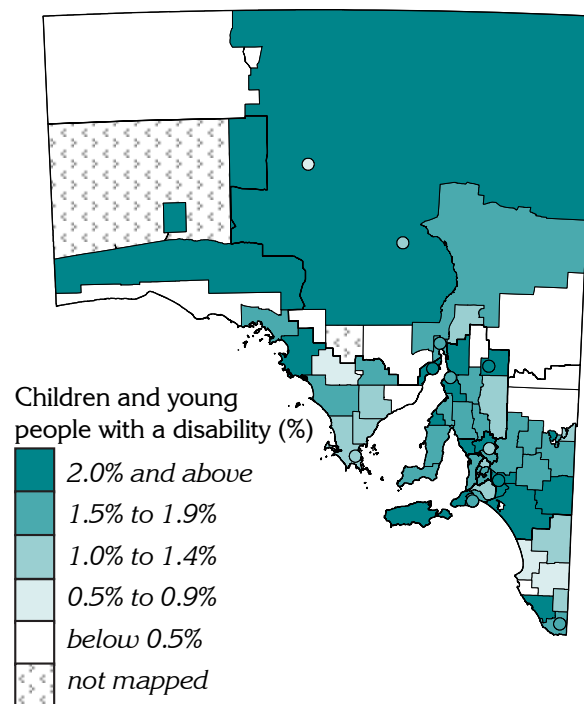 Children and young
people with a disability (%)
2.0% and above
1.5% to 1.9%
1.0% to 1.4%
0.5% to 0.9%
below 0.5%
not mapped